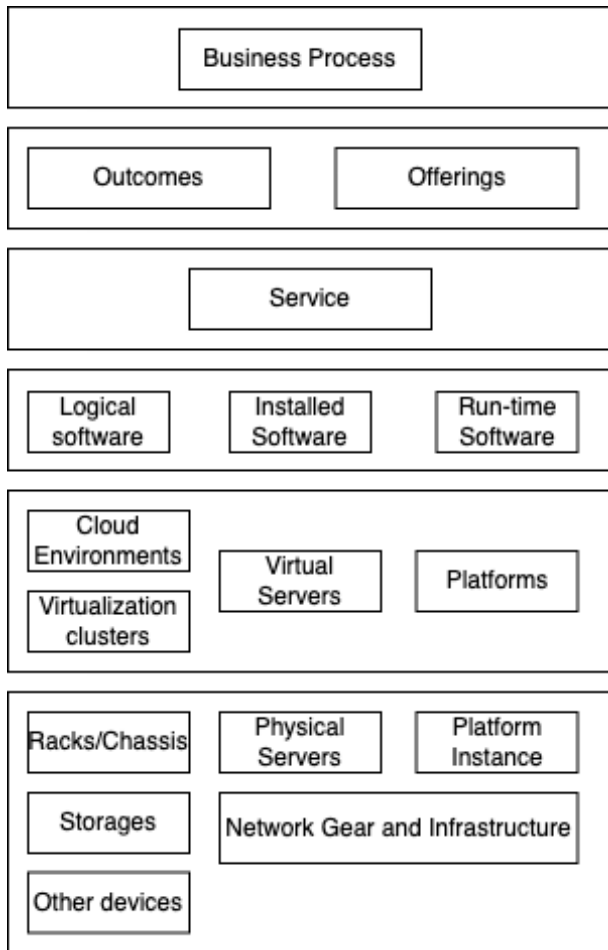 Business Process
Outcomes
Offerings
Service
Logical
software
Installed
Software
Run-time
Software
Cloud
Environments
Virtualization
clusters
Virtual
Servers
Platforms
Racks/Chassis
Physical
Servers
Platform
Instance
Storages
Network Gear and Infrastructure
Other devices